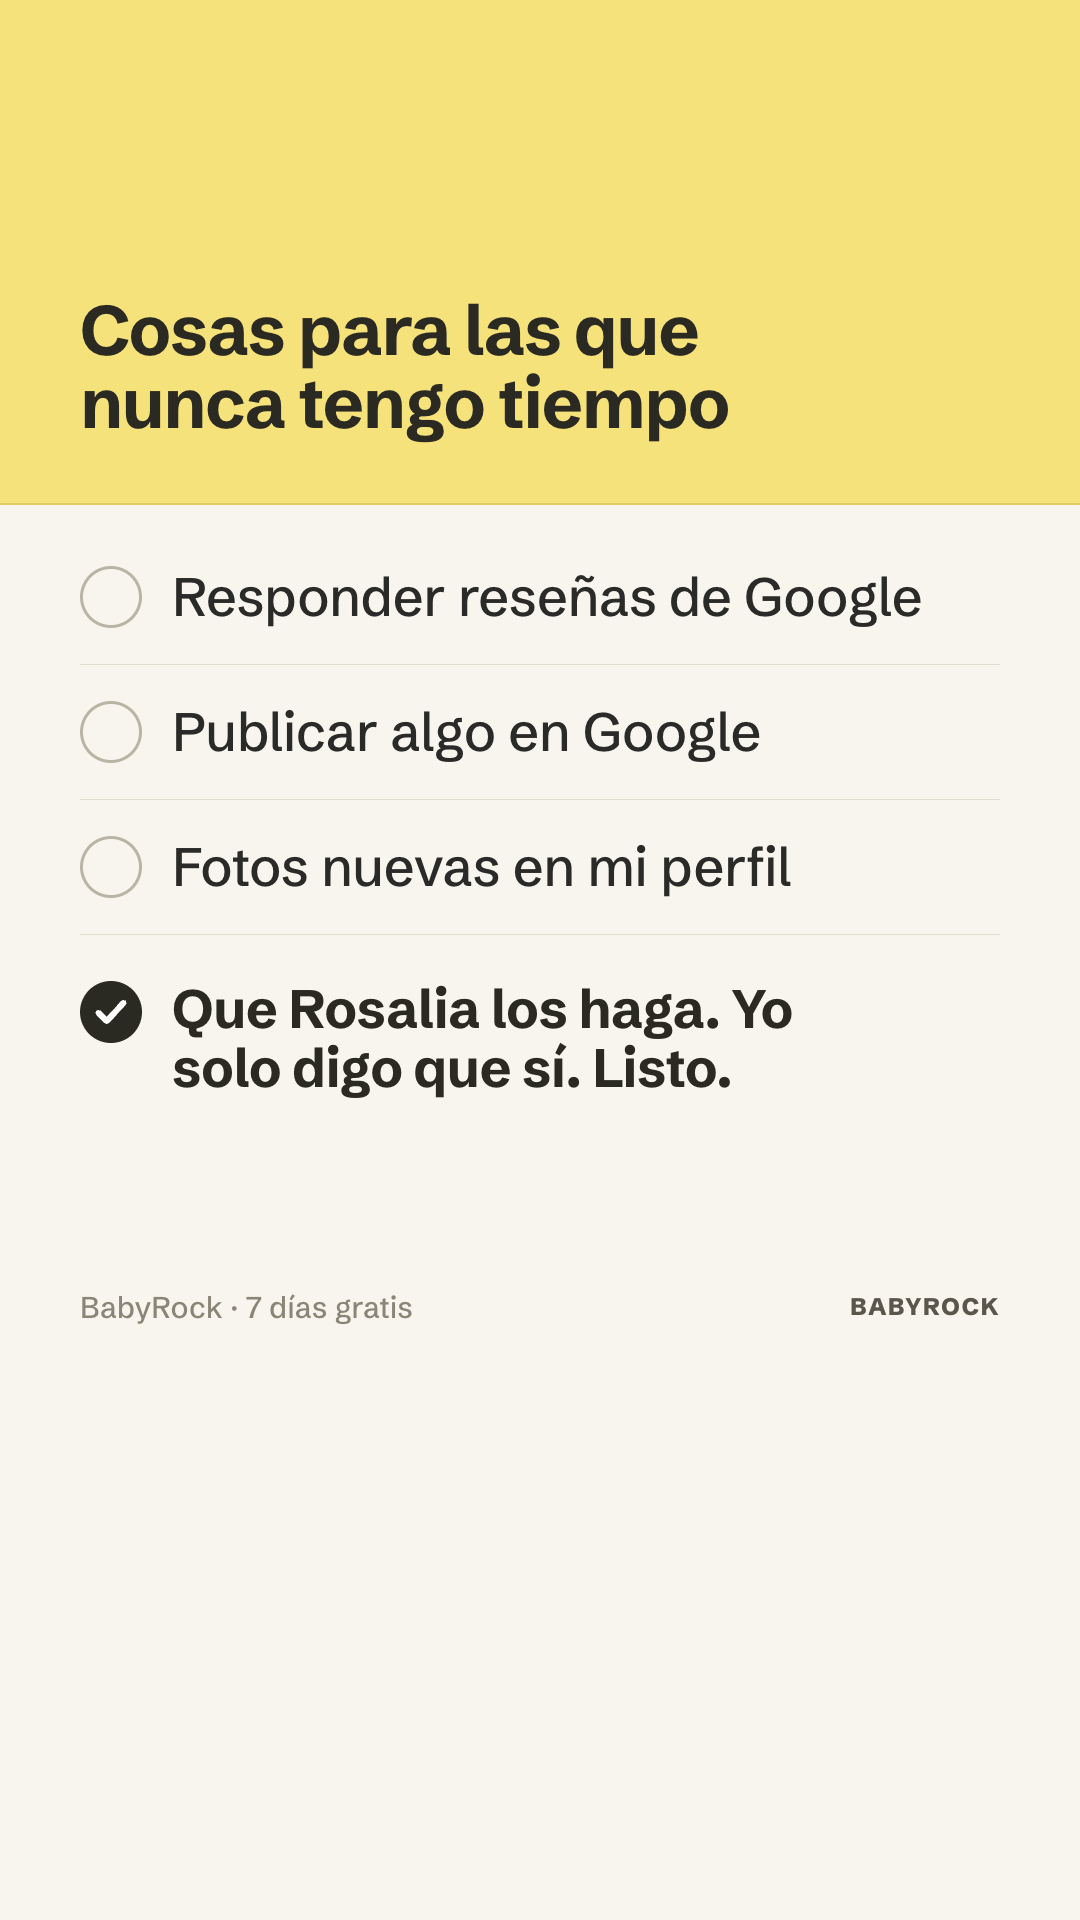 Cosas para las que
nunca tengo tiempo
Responder reseñas de Google
Publicar algo en Google
Fotos nuevas en mi perfil
Que Rosalia los haga. Yo
solo digo que sí. Listo.
BabyRock · 7 días gratis
BABYROCK